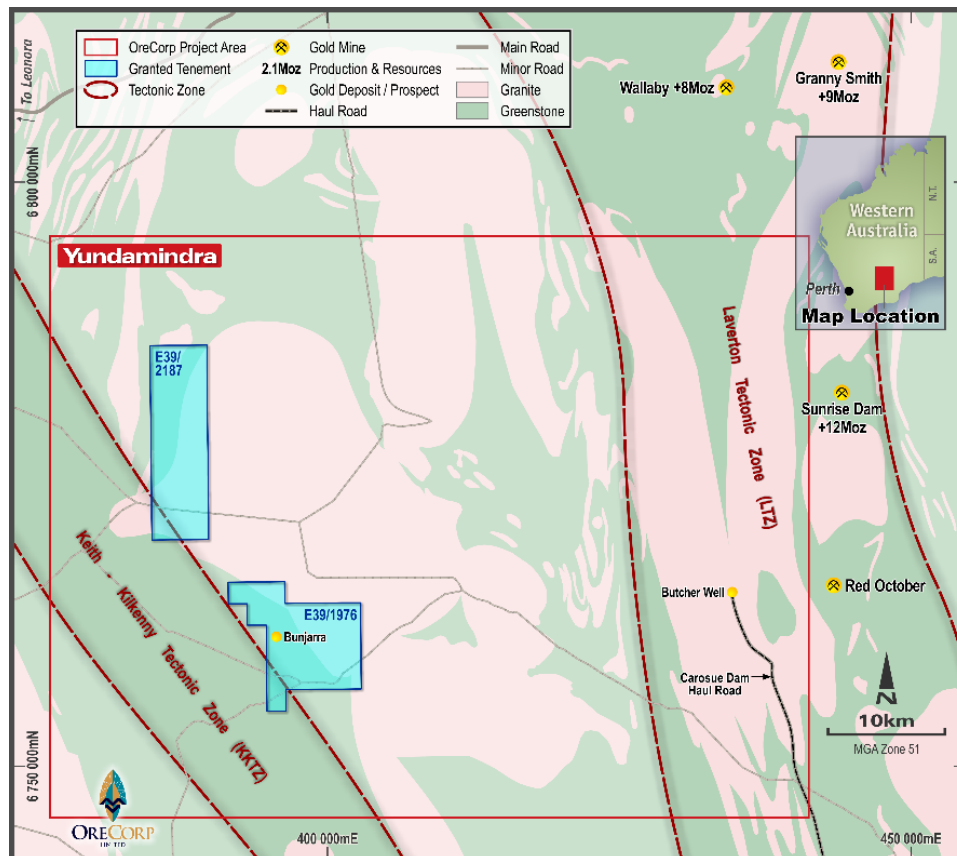 OreCorp Project Area
Granted Tenement
Tectonic Zone
Gold Mine
2.1Moz Production & Resources
Gold Deposit / Prospect
Haul Road
Main Road
Minor Road
Granite
Greenstone
To Leonora
Wallaby +8Moz
Granny Smith
+9Moz
6 800 000mN
Yundamindra
Western
Australia
N.T.
S.A.
Perth
Map Location
E39/
2187
Laverton Tectonic Zone (LTZ)
Sunrise Dam
+12Moz
Keith - Kilkenny Tectonic Zone (KKTZ)
E39/1976
Bunjarra
Butcher Well
Red October
Carosue Dam
Haul Road
N
10km
MGA Zone 51
6 750 000mN
ORECORP
LIMITED
400 000mE
450 000mE